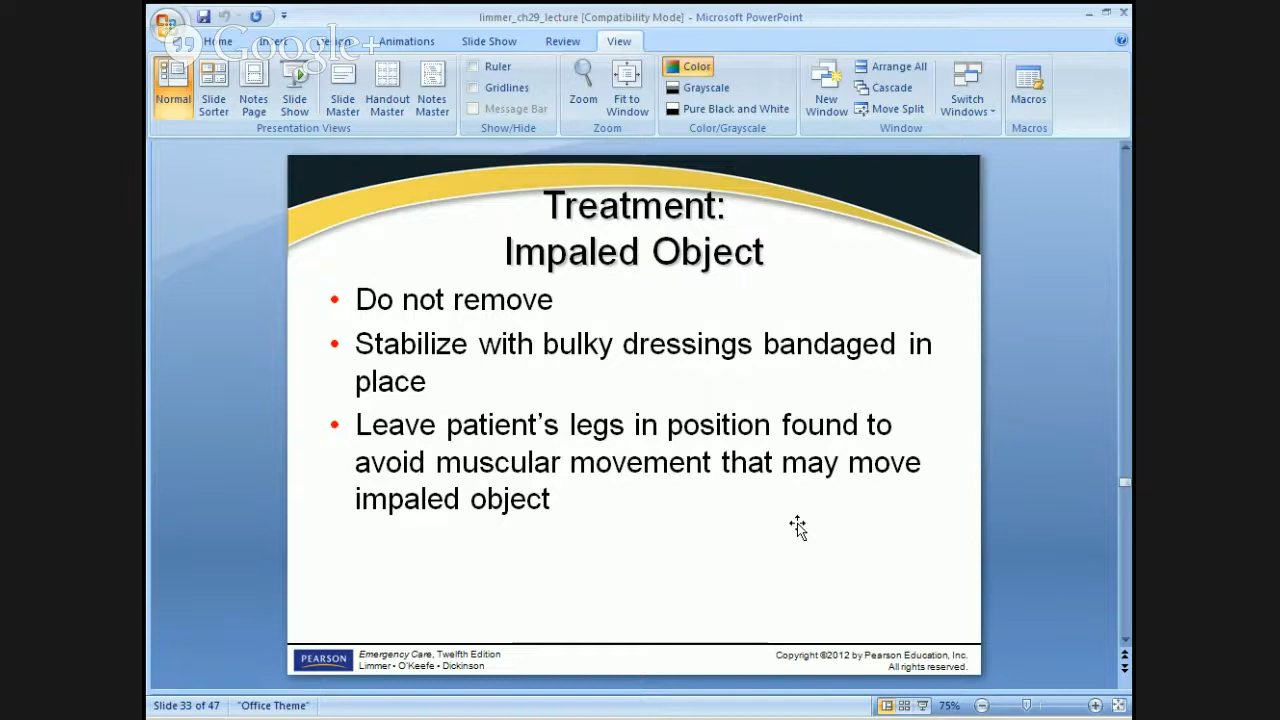 limmer_ch29_lecture [Compatibility Mode] - Microsoft PowerPoint
Google+
Home Insert Design Animations Slide Show Review View
Normal Slide Sorter Notes Page Slide Show Slide Master Handout Master Notes Master
Ruler
Gridlines
Message Bar
Zoom Fit to Window
Color
Grayscale
Pure Black and White
New Window
Arrange All
Cascade
Move Split
Switch Windows
Macros
Presentation Views Show/Hide Zoom Color/Grayscale Window Macros
Treatment:
Impaled Object
• Do not remove
• Stabilize with bulky dressings bandaged in
place
• Leave patient’s legs in position found to
avoid muscular movement that may move
impaled object
PEARSON
Emergency Care, Twelfth Edition
Limmer • O'Keefe • Dickinson
Copyright ©2012 by Pearson Education, Inc.
All rights reserved.
Slide 33 of 47 "Office Theme" 75%